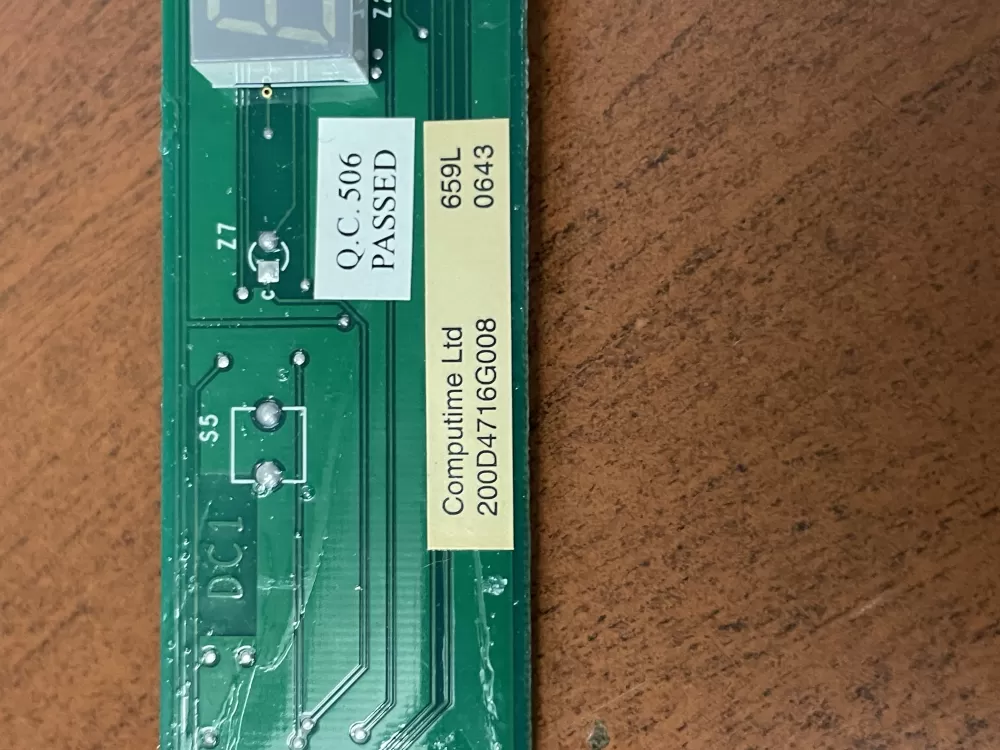 Q.C. 506
PASSED
Computime Ltd 659L
200D4716G008 0643
Z7
S5
DC1